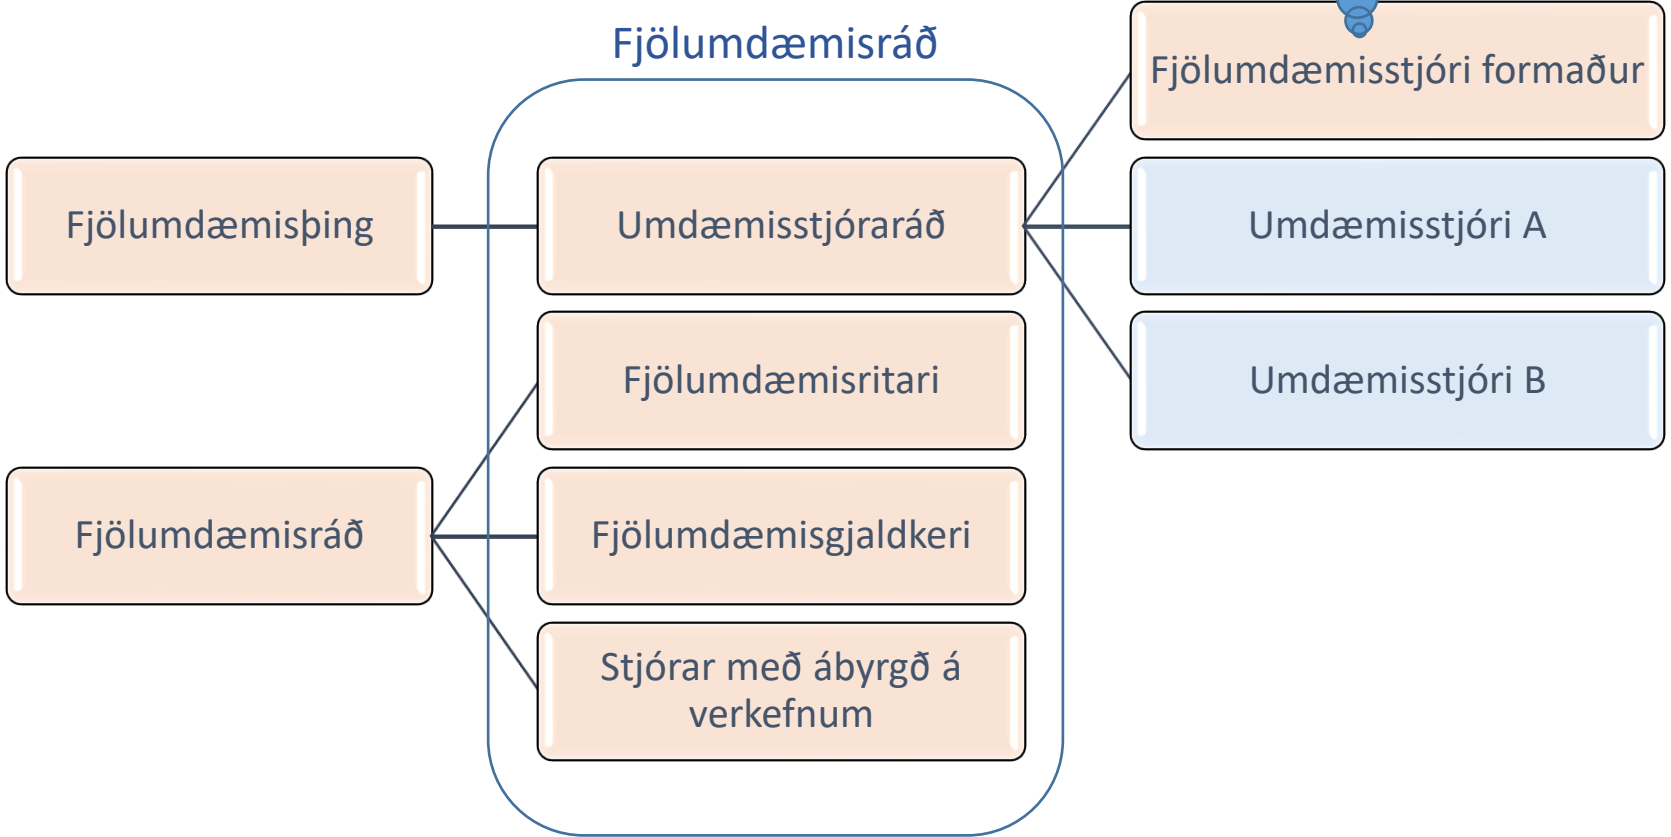 Fjölumdæmisráð
Fjölumdæmisstjóri formaður
Fjölumdæmisþing
Umdæmisstjóraráð
Umdæmisstjóri A
Fjölumdæmisritari
Umdæmisstjóri B
Fjölumdæmisráð
Fjölumdæmisgjaldkeri
Stjórar með ábyrgð á
verkefnum